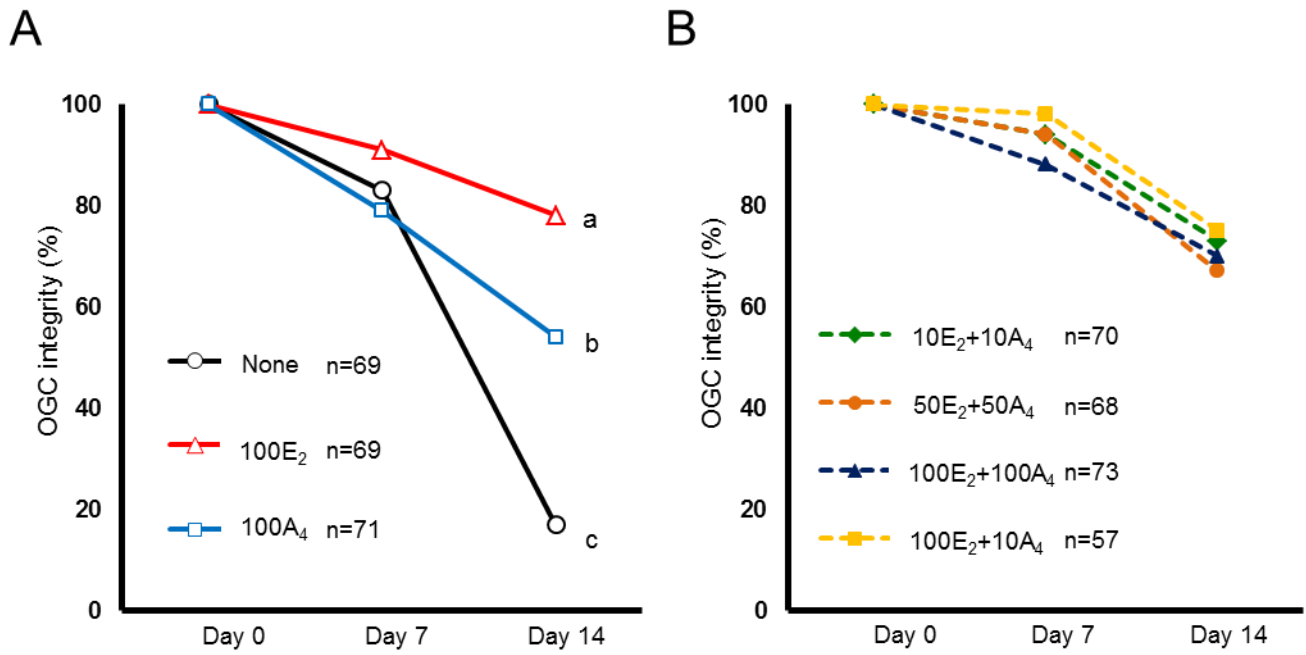 A
OGC integrity (%)
100
80
60
40
20
0
Day 0 Day 7 Day 14
a
b
c
None n=69
100E₂ n=69
100A₄ n=71
B
OGC integrity (%)
100
80
60
40
20
0
Day 0 Day 7 Day 14
10E₂+10A₄ n=70
50E₂+50A₄ n=68
100E₂+100A₄ n=73
100E₂+10A₄ n=57